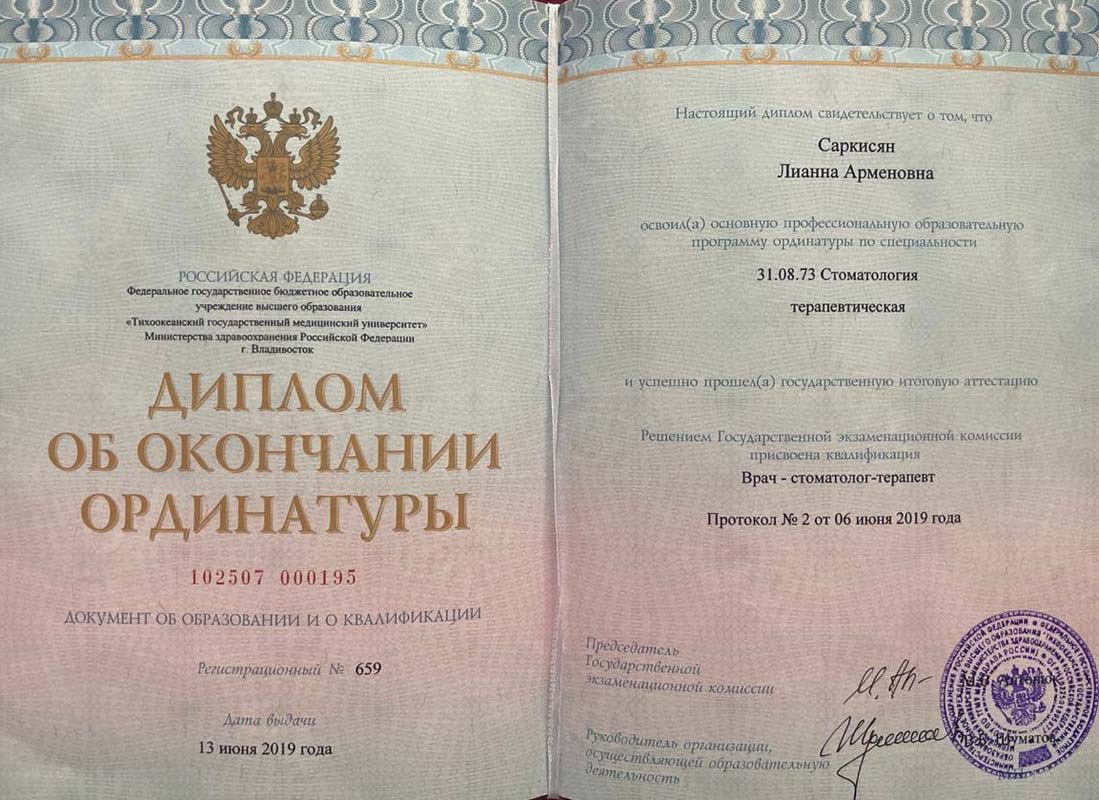 РОССИЙСКАЯ ФЕДЕРАЦИЯ
Федеральное государственное бюджетное образовательное
учреждение высшего образования
«Тихоокеанский государственный медицинский университет»
Министерства здравоохранения Российской Федерации
г. Владивосток
ДИПЛОМ
ОБ ОКОНЧАНИИ
ОРДИНАТУРЫ
102507 000195
ДОКУМЕНТ ОБ ОБРАЗОВАНИИ И О КВАЛИФИКАЦИИ
Регистрационный № 659
Дата выдачи
13 июня 2019 года
Настоящий диплом свидетельствует о том, что
Саркисян
Лианна Арменовна
освоил(а) основную профессиональную образовательную
программу ординатуры по специальности
31.08.73 Стоматология
терапевтическая
и успешно прошел(а) государственную итоговую аттестацию
Решением Государственной экзаменационной комиссии
присвоена квалификация
Врач - стоматолог-терапевт
Протокол № 2 от 06 июня 2019 года
Председатель
Государственной
экзаменационной комиссии
Руководитель организации,
осуществляющей образовательную
деятельность
Шуматов